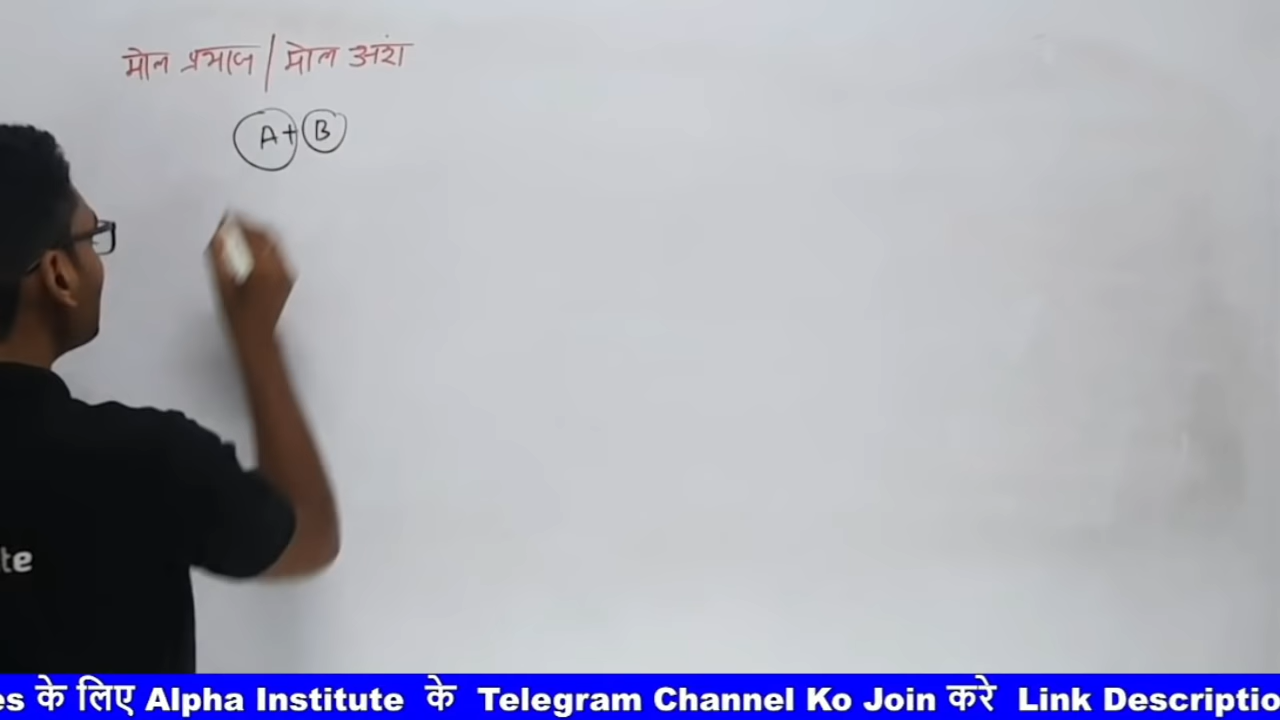 मोल प्रभाज / मोल अंश
A + B
te
es के लिए Alpha Institute के Telegram Channel Ko Join करे Link Descriptio